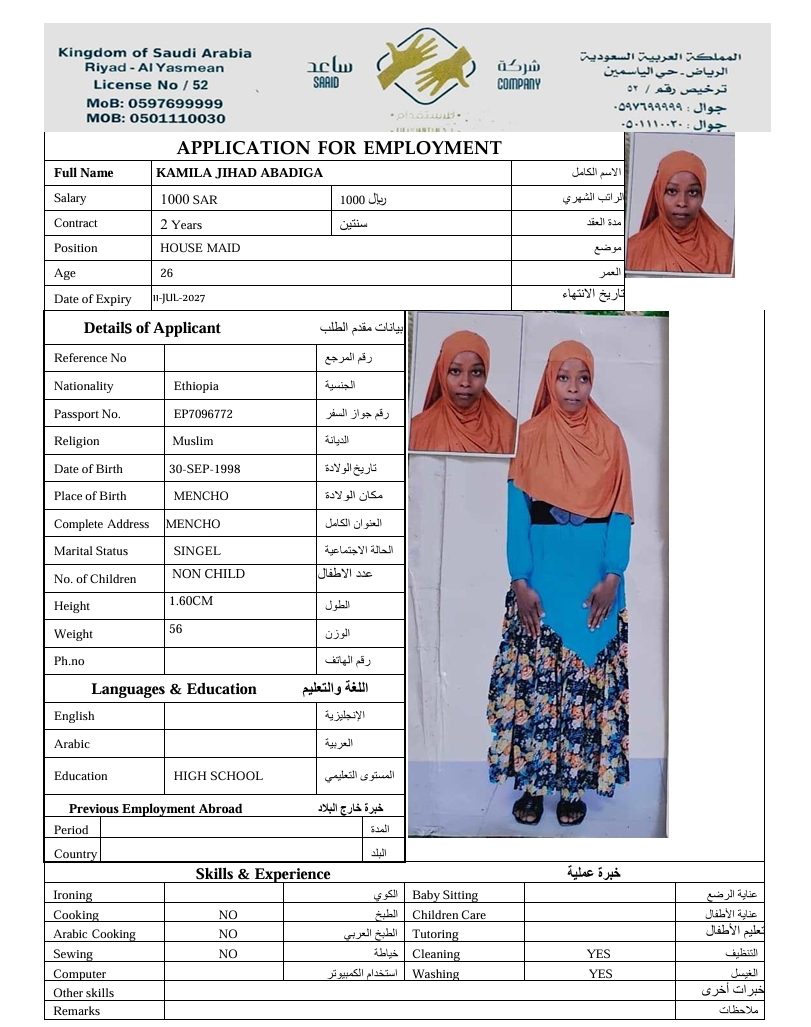 Kingdom of Saudi Arabia
Riyad - Al Yasmean
License No / 52
MoB: 0597699999
MOB: 0501110030
ساعد
SAAID
شركة
COMPANY
للاستقدام
المملكة العربية السعودية
الرياض - حي الياسمين
ترخيص رقم / ٥٢
جوال : ٠٥٩٧٦٩٩٩٩٩
جوال : ٠٥٠١١١٠٠٣٠
APPLICATION FOR EMPLOYMENT
Full Name KAMILA JIHAD ABADIGA الاسم الكامل
Salary 1000 SAR 1000 ريال الراتب الشهري
Contract 2 Years سنتين مدة العقد
Position HOUSE MAID موضع
Age 26 العمر
Date of Expiry 11-JUL-2027 تاريخ الانتهاء
Details of Applicant بيانات مقدم الطلب
Reference No رقم المرجع
Nationality Ethiopia الجنسية
Passport No. EP7096772 رقم جواز السفر
Religion Muslim الديانة
Date of Birth 30-SEP-1998 تاريخ الولادة
Place of Birth MENCHO مكان الولادة
Complete Address MENCHO العنوان الكامل
Marital Status SINGEL الحالة الاجتماعية
No. of Children NON CHILD عدد الاطفال
Height 1.60CM الطول
Weight 56 الوزن
Ph.no رقم الهاتف
Languages & Education اللغة والتعليم
English الإنجليزية
Arabic العربية
Education HIGH SCHOOL المستوى التعليمي
Previous Employment Abroad خبرة خارج البلاد
Period المدة
Country البلد
Skills & Experience خبرة عملية
Ironing الكوي Baby Sitting عناية الرضع
Cooking NO الطبخ Children Care عناية الأطفال
Arabic Cooking NO الطبخ العربي Tutoring تعليم الأطفال
Sewing NO خياطة Cleaning YES التنظيف
Computer استخدام الكمبيوتر Washing YES الغيسل
Other skills خبرات أخرى
Remarks ملاحظات